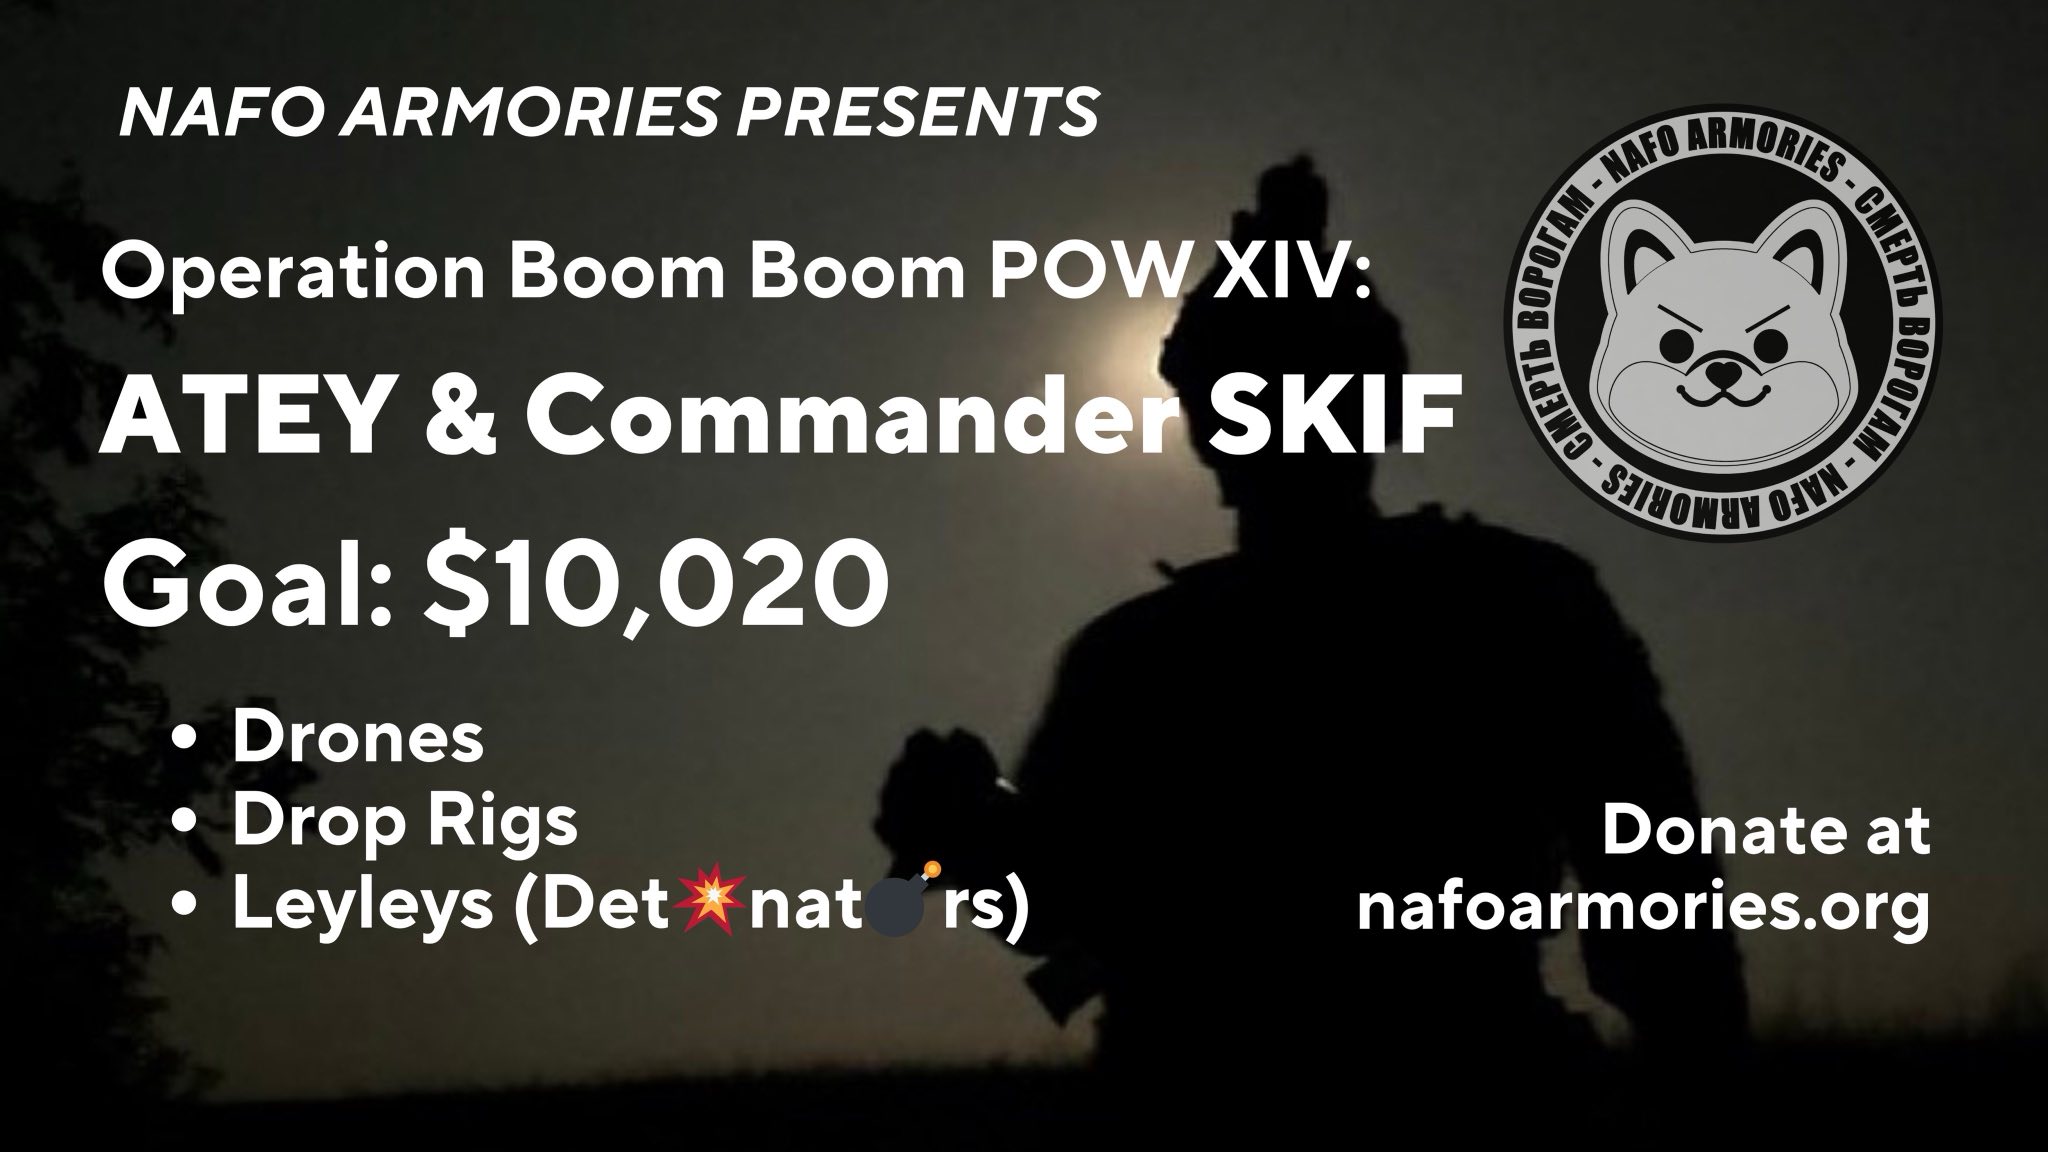 NAFO ARMORIES PRESENTS
Operation Boom Boom POW XIV:
ATEY & Commander SKIF
Goal: $10,020
• Drones
• Drop Rigs
• Leyleys (Det💥nat💣rs)
Donate at
nafoarmories.org
NAFO ARMORIES - СМЕРТЬ ВОРОГАМ - NAFO ARMORIES - СМЕРТЬ ВОРОГАМ -